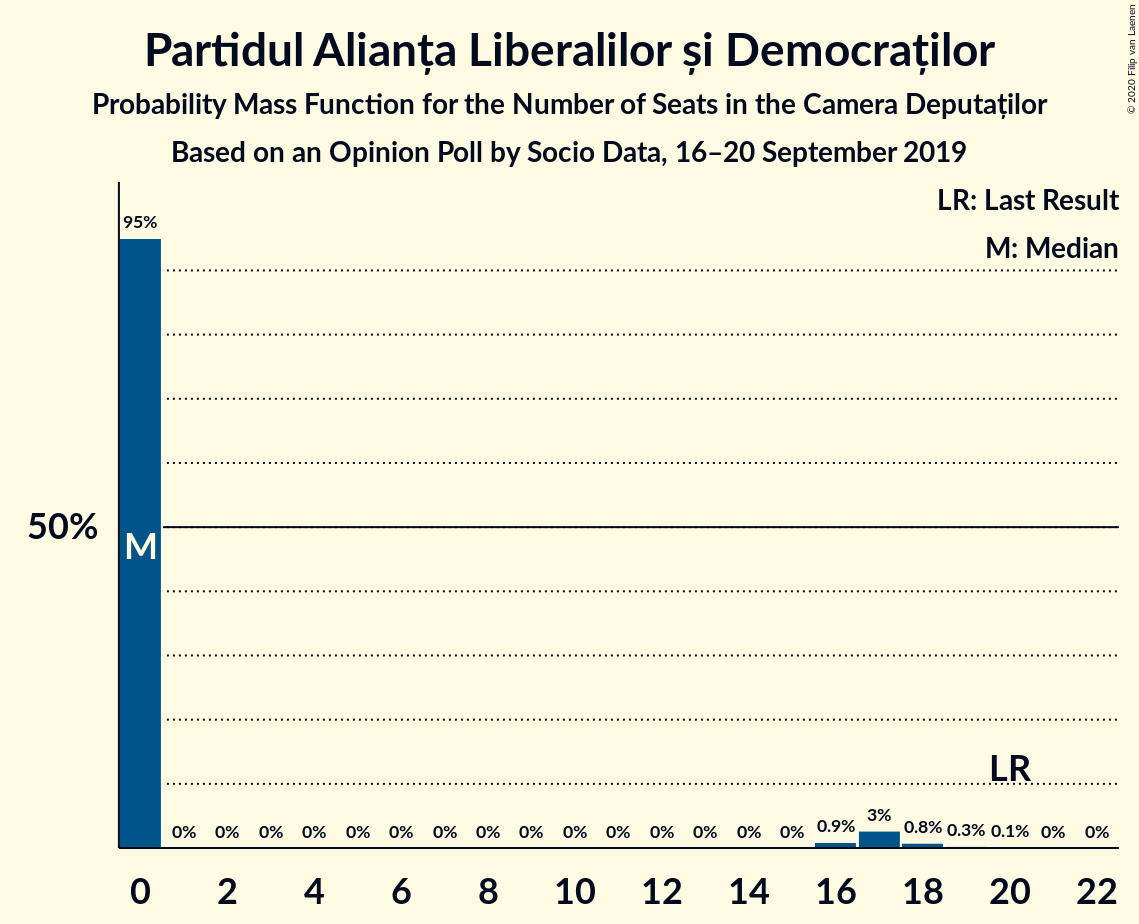 Partidul Alianța Liberalilor și Democraților
Probability Mass Function for the Number of Seats in the Camera Deputaților
Based on an Opinion Poll by Socio Data, 16–20 September 2019
© 2020 Filip van Laenen
LR: Last Result
M: Median
95%
50%
M
LR
0% 0% 0% 0% 0% 0% 0% 0% 0% 0% 0% 0% 0% 0% 0% 0.9% 3% 0.8% 0.3% 0.1% 0% 0%
0 2 4 6 8 10 12 14 16 18 20 22